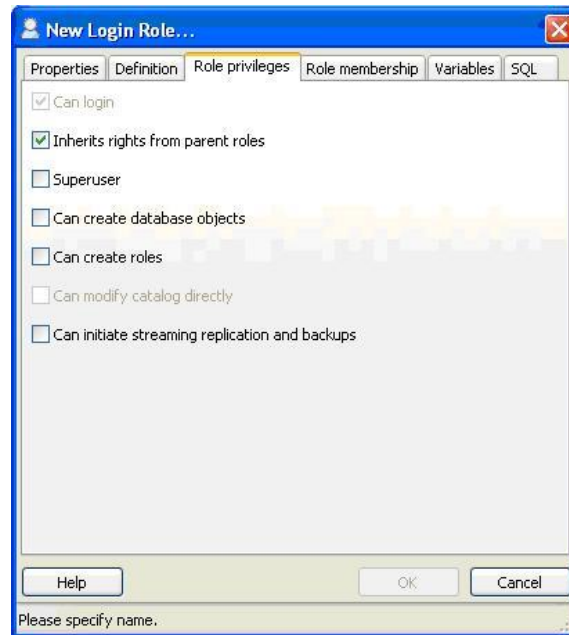 New Login Role...
Properties Definition Role privileges Role membership Variables SQL
Can login
Inherits rights from parent roles
Superuser
Can create database objects
Can create roles
Can modify catalog directly
Can initiate streaming replication and backups
Help OK Cancel
Please specify name.